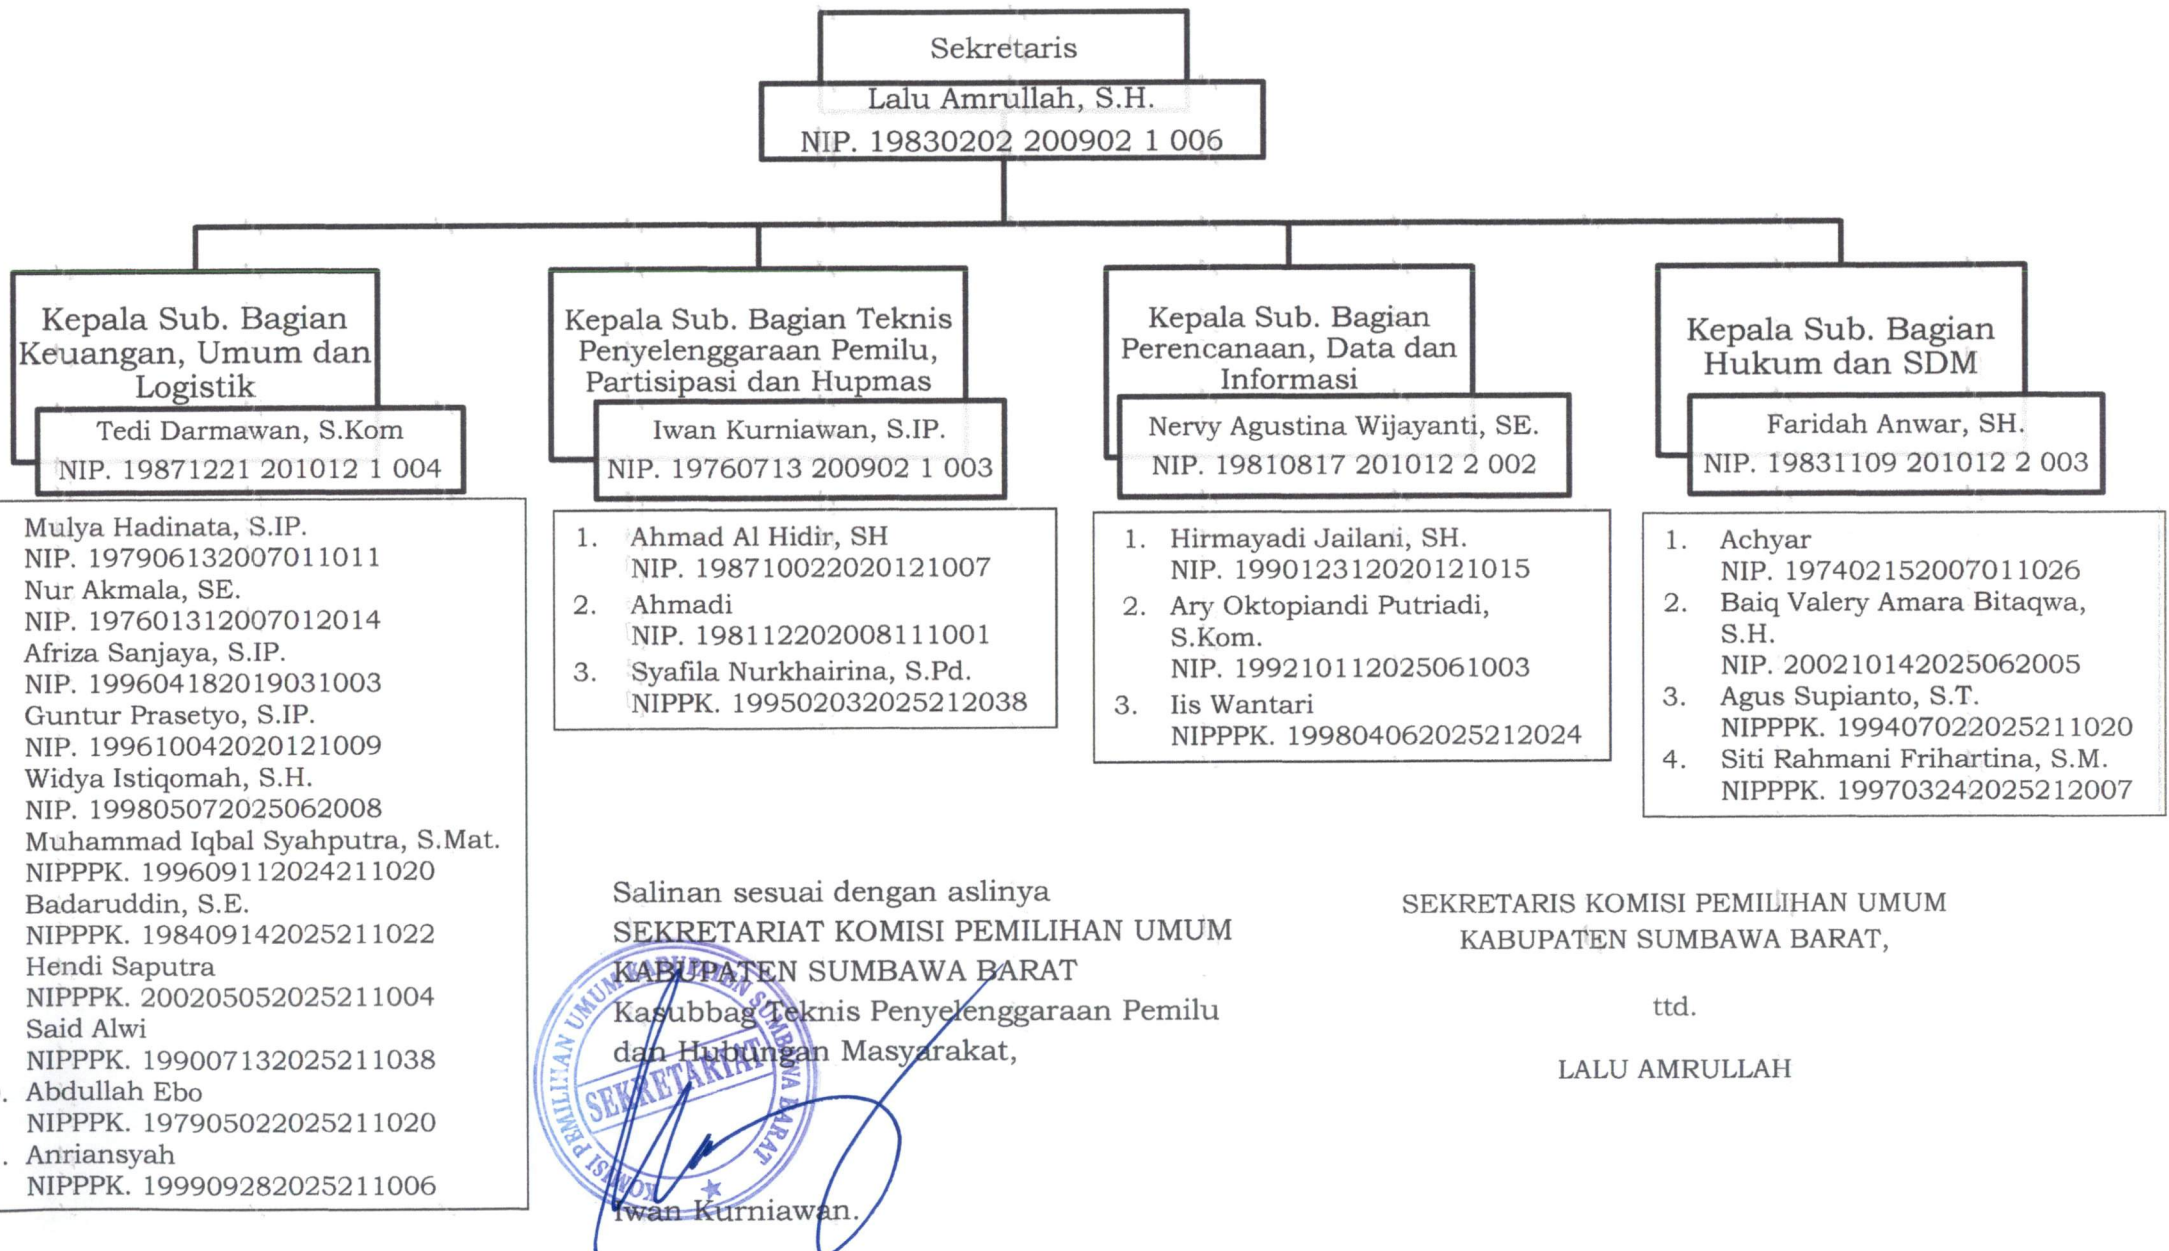 Sekretaris
Lalu Amrullah, S.H.
NIP. 19830202 200902 1 006
Kepala Sub. Bagian
Keuangan, Umum dan
Logistik
Tedi Darmawan, S.Kom
NIP. 19871221 201012 1 004
Mulya Hadinata, S.IP.
NIP. 197906132007011011
Nur Akmala, SE.
NIP. 197601312007012014
Afriza Sanjaya, S.IP.
NIP. 199604182019031003
Guntur Prasetyo, S.IP.
NIP. 199610042020121009
Widya Istiqomah, S.H.
NIP. 199805072025062008
Muhammad Iqbal Syahputra, S.Mat.
NIPPPK. 199609112024211020
Badaruddin, S.E.
NIPPPK. 198409142025211022
Hendi Saputra
NIPPPK. 200205052025211004
Said Alwi
NIPPPK. 199007132025211038
. Abdullah Ebo
NIPPPK. 197905022025211020
. Anriansyah
NIPPPK. 199909282025211006
Kepala Sub. Bagian Teknis
Penyelenggaraan Pemilu,
Partisipasi dan Hupmas
Iwan Kurniawan, S.IP.
NIP. 19760713 200902 1 003
1. Ahmad Al Hidir, SH
NIP. 198710022020121007
2. Ahmadi
NIP. 198112202008111001
3. Syafila Nurkhairina, S.Pd.
NIPPK. 199502032025212038
Kepala Sub. Bagian
Perencanaan, Data dan
Informasi
Nervy Agustina Wijayanti, SE.
NIP. 19810817 201012 2 002
1. Hirmayadi Jailani, SH.
NIP. 199012312020121015
2. Ary Oktopiandi Putriadi,
S.Kom.
NIP. 199210112025061003
3. Iis Wantari
NIPPPK. 199804062025212024
Kepala Sub. Bagian
Hukum dan SDM
Faridah Anwar, SH.
NIP. 19831109 201012 2 003
1. Achyar
NIP. 197402152007011026
2. Baiq Valery Amara Bitaqwa,
S.H.
NIP. 200210142025062005
3. Agus Supianto, S.T.
NIPPPK. 199407022025211020
4. Siti Rahmani Frihartina, S.M.
NIPPPK. 199703242025212007
Salinan sesuai dengan aslinya
SEKRETARIAT KOMISI PEMILIHAN UMUM
KABUPATEN SUMBAWA BARAT
Kasubbag Teknis Penyelenggaraan Pemilu
dan Hubungan Masyarakat,
KOMISI PEMILIHAN UMUM KABUPATEN SUMBAWA BARAT
SEKRETARIAT
Iwan Kurniawan.
SEKRETARIS KOMISI PEMILIHAN UMUM
KABUPATEN SUMBAWA BARAT,
ttd.
LALU AMRULLAH